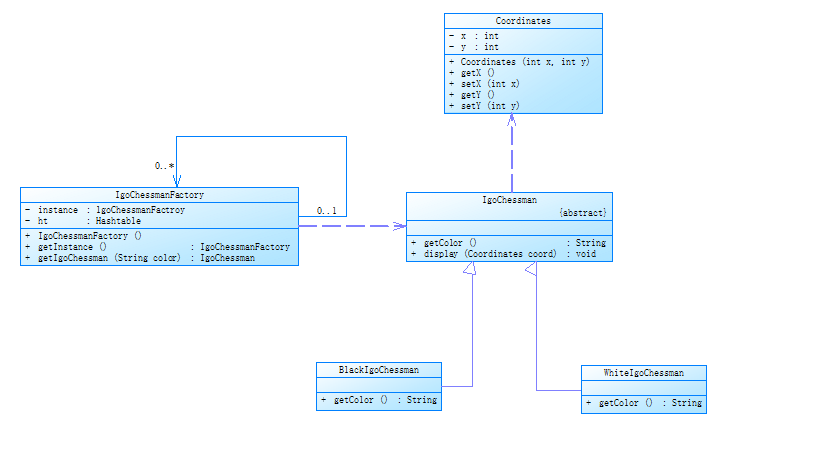 Coordinates
- x : int
- y : int
+ Coordinates (int x, int y)
+ getX ()
+ setX (int x)
+ getY ()
+ setY (int y)
0..*
0..1
IgoChessmanFactory
- instance : IgoChessmanFactroy
- ht : Hashtable
+ IgoChessmanFactory ()
+ getInstance () : IgoChessmanFactory
+ getIgoChessman (String color) : IgoChessman
IgoChessman
{abstract}
+ getColor () : String
+ display (Coordinates coord) : void
BlackIgoChessman
+ getColor () : String
WhiteIgoChessman
+ getColor () : String